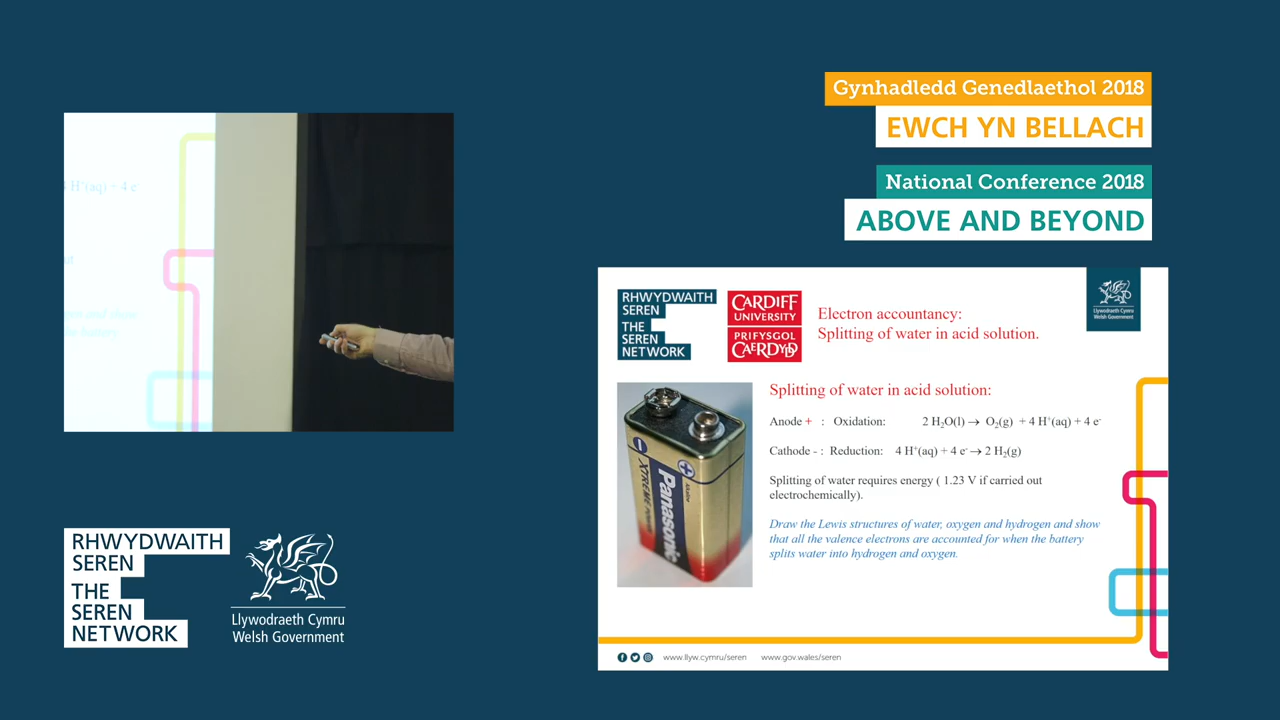 Gynhadledd Genedlaethol 2018
EWCH YN BELLACH
National Conference 2018
ABOVE AND BEYOND
H⁺(aq) + 4 e
RHWYDWAITH
SEREN
THE
SEREN
NETWORK
CARDIFF
UNIVERSITY
PRIFYSGOL
CAERDYDD
Electron accountancy:
Splitting of water in acid solution.
Llywodraeth Cymru
Welsh Government
Panasonic
XTREME POWER
Alkaline
Splitting of water in acid solution:
Anode + : Oxidation: 2 H₂O(l) → O₂(g) + 4 H⁺(aq) + 4 e⁻
Cathode - : Reduction: 4 H⁺(aq) + 4 e⁻ → 2 H₂(g)
Splitting of water requires energy ( 1.23 V if carried out
electrochemically).
Draw the Lewis structures of water, oxygen and hydrogen and show
that all the valence electrons are accounted for when the battery
splits water into hydrogen and oxygen.
www.llyw.cymru/seren www.gov.wales/seren
RHWYDWAITH
SEREN
THE
SEREN
NETWORK
Llywodraeth Cymru
Welsh Government